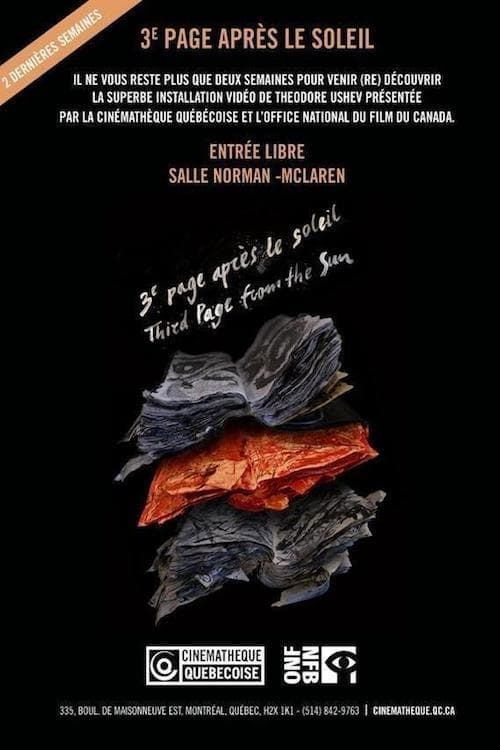 2 DERNIÈRES SEMAINES
3E PAGE APRÈS LE SOLEIL
IL NE VOUS RESTE PLUS QUE DEUX SEMAINES POUR VENIR (RE) DÉCOUVRIR
LA SUPERBE INSTALLATION VIDÉO DE THEODORE USHEV PRÉSENTÉE
PAR LA CINÉMATHÈQUE QUÉBÉCOISE ET L'OFFICE NATIONAL DU FILM DU CANADA.
ENTRÉE LIBRE
SALLE NORMAN -MCLAREN
3e page après le soleil
Third Page from the Sun
CINEMATHEQUE
QUEBECOISE
ONF
NFB
335, BOUL. DE MAISONNEUVE EST, MONTRÉAL, QUÉBEC, H2X 1K1 - (514) 842-9763 | CINEMATHEQUE.QC.CA